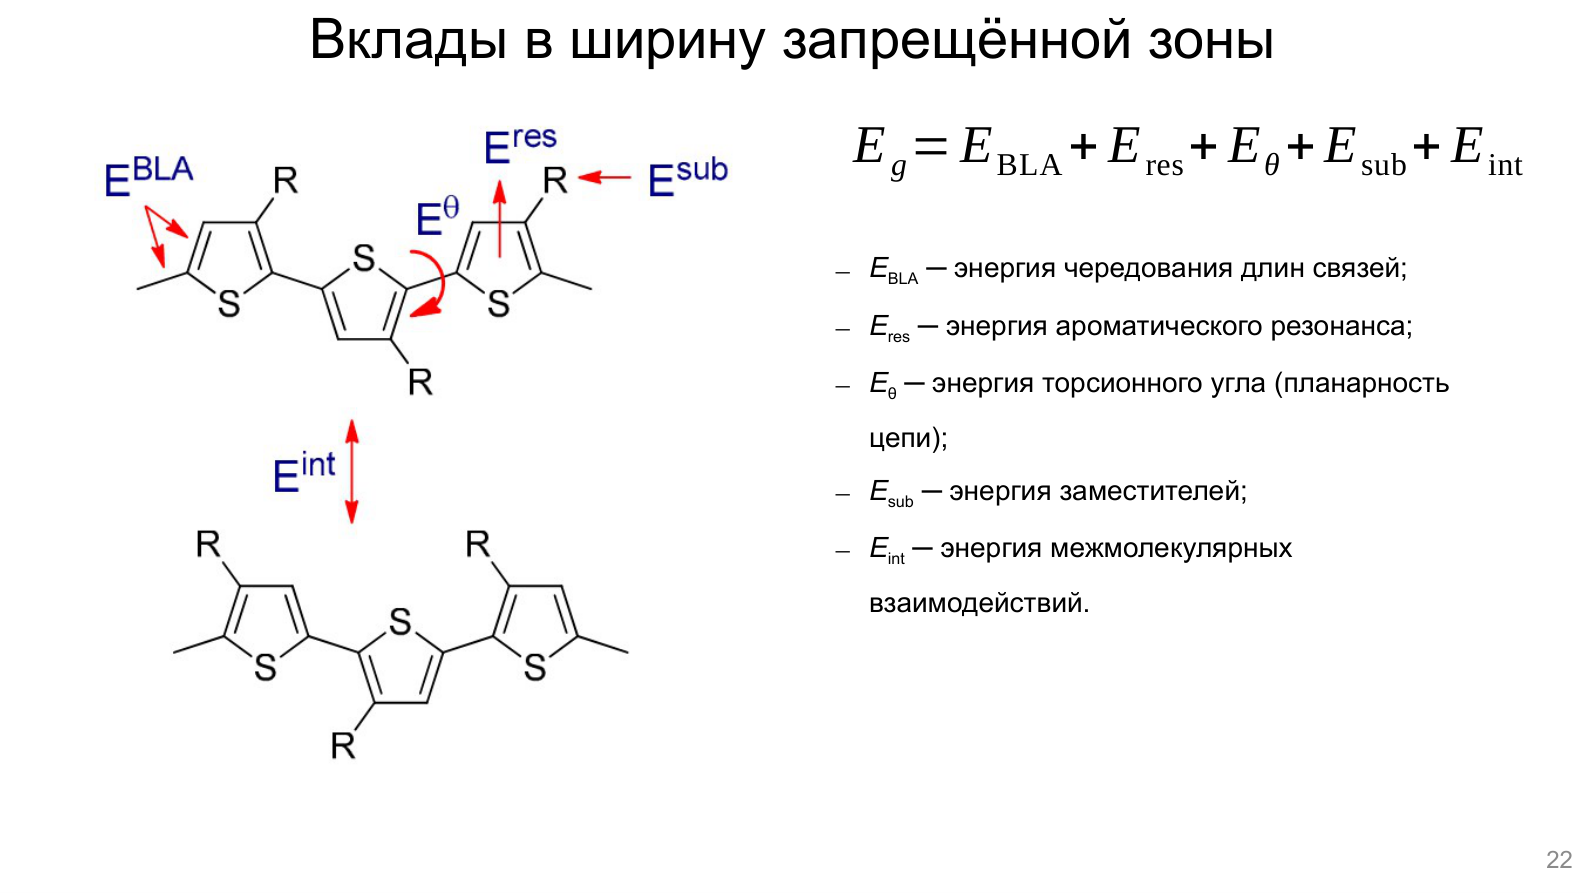 Вклады в ширину запрещённой зоны
E^BLA
R
E^θ
E^res
R
E^sub
S
S
S
R
E_g = E_BLA + E_res + E_θ + E_sub + E_int
– E_BLA — энергия чередования длин связей;
– E_res — энергия ароматического резонанса;
– E_θ — энергия торсионного угла (планарность
цепи);
– E_sub — энергия заместителей;
– E_int — энергия межмолекулярных
взаимодействий.
E^int
R
R
S
S
S
R
22